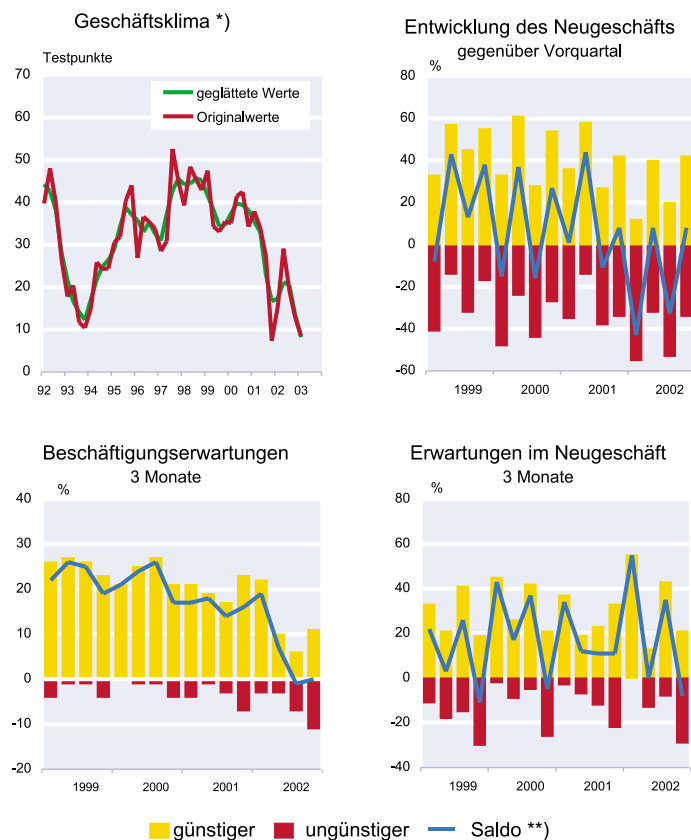 Geschäftsklima *)
Testpunkte
70
60
50
40
30
20
10
0
geglättete Werte
Originalwerte
92 93 94 95 96 97 98 99 00 01 02 03
Entwicklung des Neugeschäfts
gegenüber Vorquartal
%
80
60
40
20
0
-20
-40
-60
1999 2000 2001 2002
Beschäftigungserwartungen
3 Monate
%
40
30
20
10
0
-10
-20
1999 2000 2001 2002
Erwartungen im Neugeschäft
3 Monate
%
80
60
40
20
0
-20
-40
1999 2000 2001 2002
günstiger ungünstiger Saldo **)